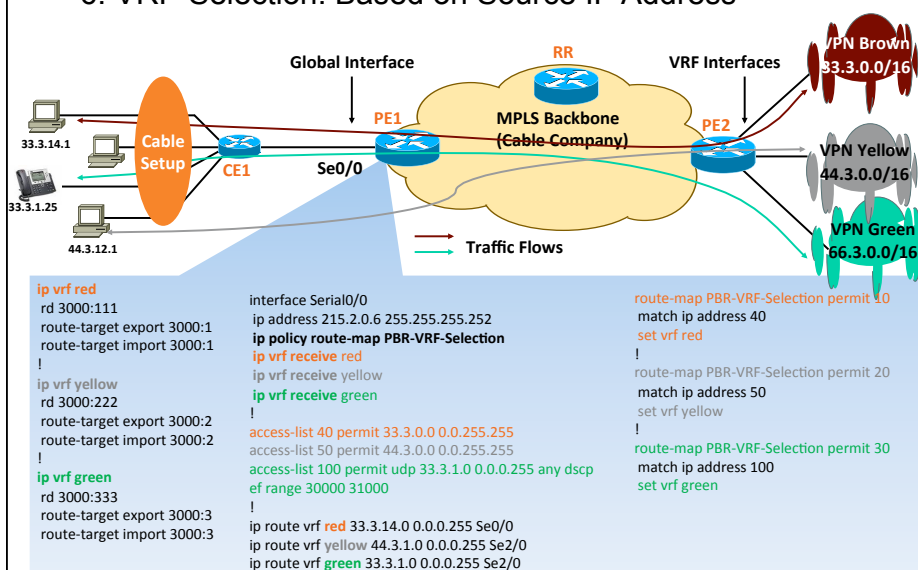 VRF Selection: Based on Source IP Address
Global Interface
RR
VRF Interfaces
VPN Brown
33.3.0.0/16
PE1
MPLS Backbone
(Cable Company)
PE2
33.3.14.1
Cable
Setup
CE1
Se0/0
VPN Yellow
44.3.0.0/16
33.3.1.25
44.3.12.1
Traffic Flows
VPN Green
66.3.0.0/16
ip vrf red
rd 3000:111
route-target export 3000:1
route-target import 3000:1
!
ip vrf yellow
rd 3000:222
route-target export 3000:2
route-target import 3000:2
!
ip vrf green
rd 3000:333
route-target export 3000:3
route-target import 3000:3
interface Serial0/0
ip address 215.2.0.6 255.255.255.252
ip policy route-map PBR-VRF-Selection
ip vrf receive red
ip vrf receive yellow
ip vrf receive green
!
access-list 40 permit 33.3.0.0 0.0.255.255
access-list 50 permit 44.3.0.0 0.0.255.255
access-list 100 permit udp 33.3.1.0 0.0.0.255 any dscp
ef range 30000 31000
!
ip route vrf red 33.3.14.0 0.0.0.255 Se0/0
ip route vrf yellow 44.3.1.0 0.0.0.255 Se2/0
ip route vrf green 33.3.1.0 0.0.0.255 Se2/0
route-map PBR-VRF-Selection permit 10
match ip address 40
set vrf red
!
route-map PBR-VRF-Selection permit 20
match ip address 50
set vrf yellow
!
route-map PBR-VRF-Selection permit 30
match ip address 100
set vrf green